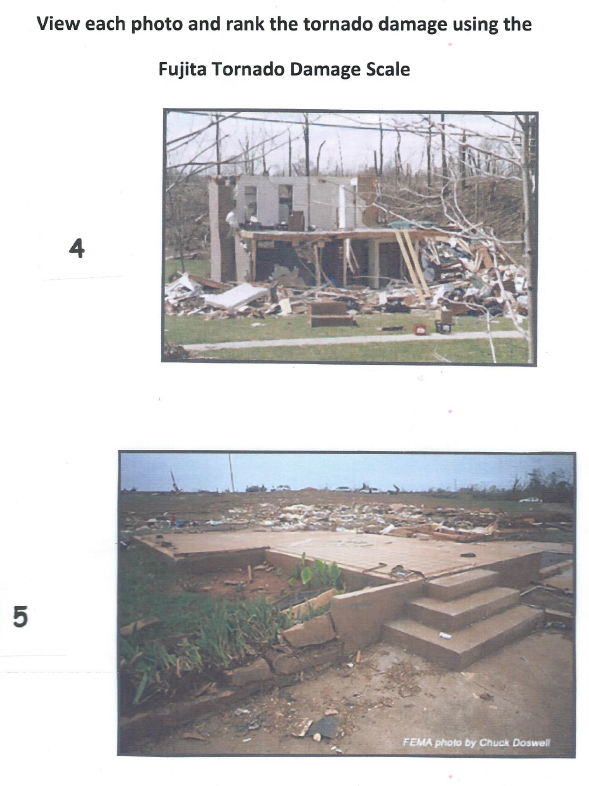 View each photo and rank the tornado damage using the
Fujita Tornado Damage Scale
4
5
FEMA photo by Chuck Doswell